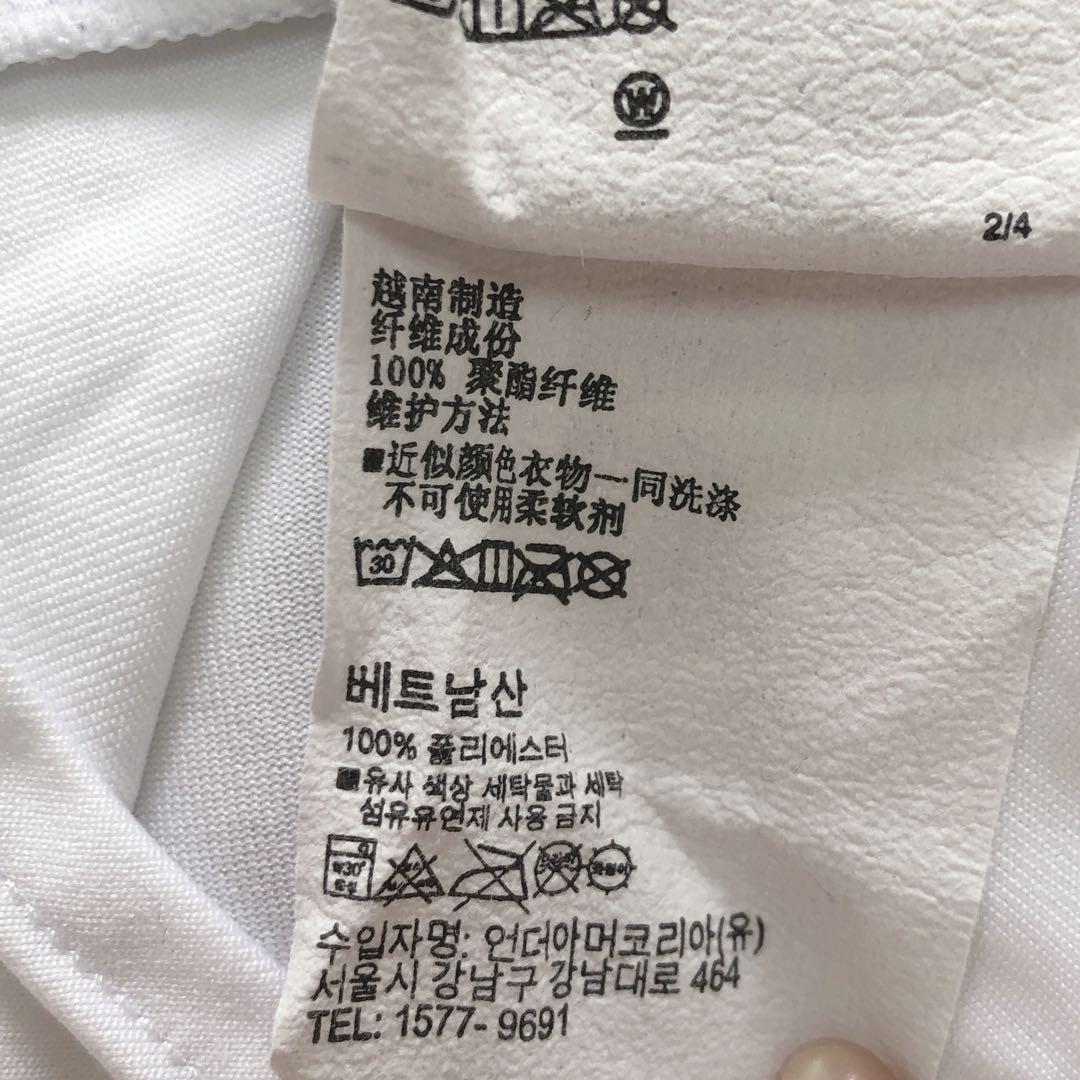 W
2/4
越南制造
纤维成份
100% 聚酯纤维
维护方法
■近似颜色衣物一同洗涤
不可使用柔软剂
30
베트남산
100% 폴리에스터
■유사 색상 세탁물과 세탁
섬유유연제 사용 금지
약30°
수입자명: 언더아머코리아(유)
서울시 강남구 강남대로 464
TEL: 1577- 9691